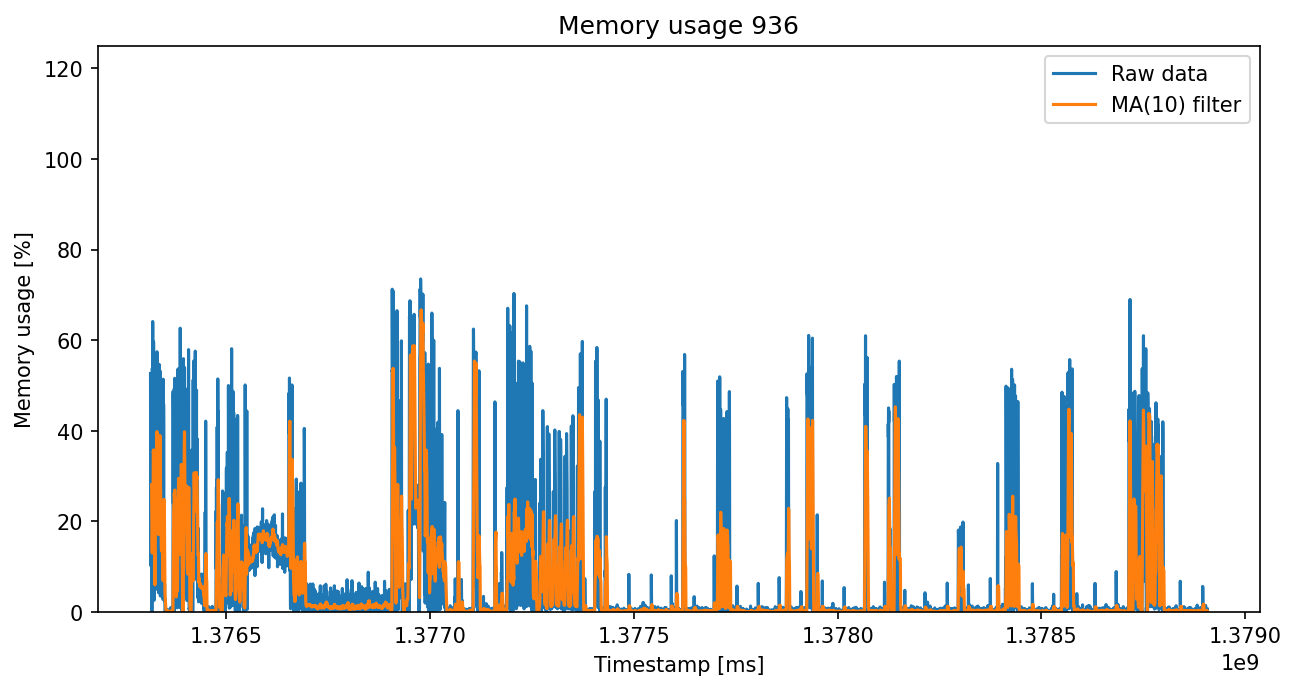 Memory usage 936
Raw data
MA(10) filter
Memory usage [%]
120
100
80
60
40
20
0
1.3765
1.3770
1.3775
1.3780
1.3785
1.3790
1e9
Timestamp [ms]